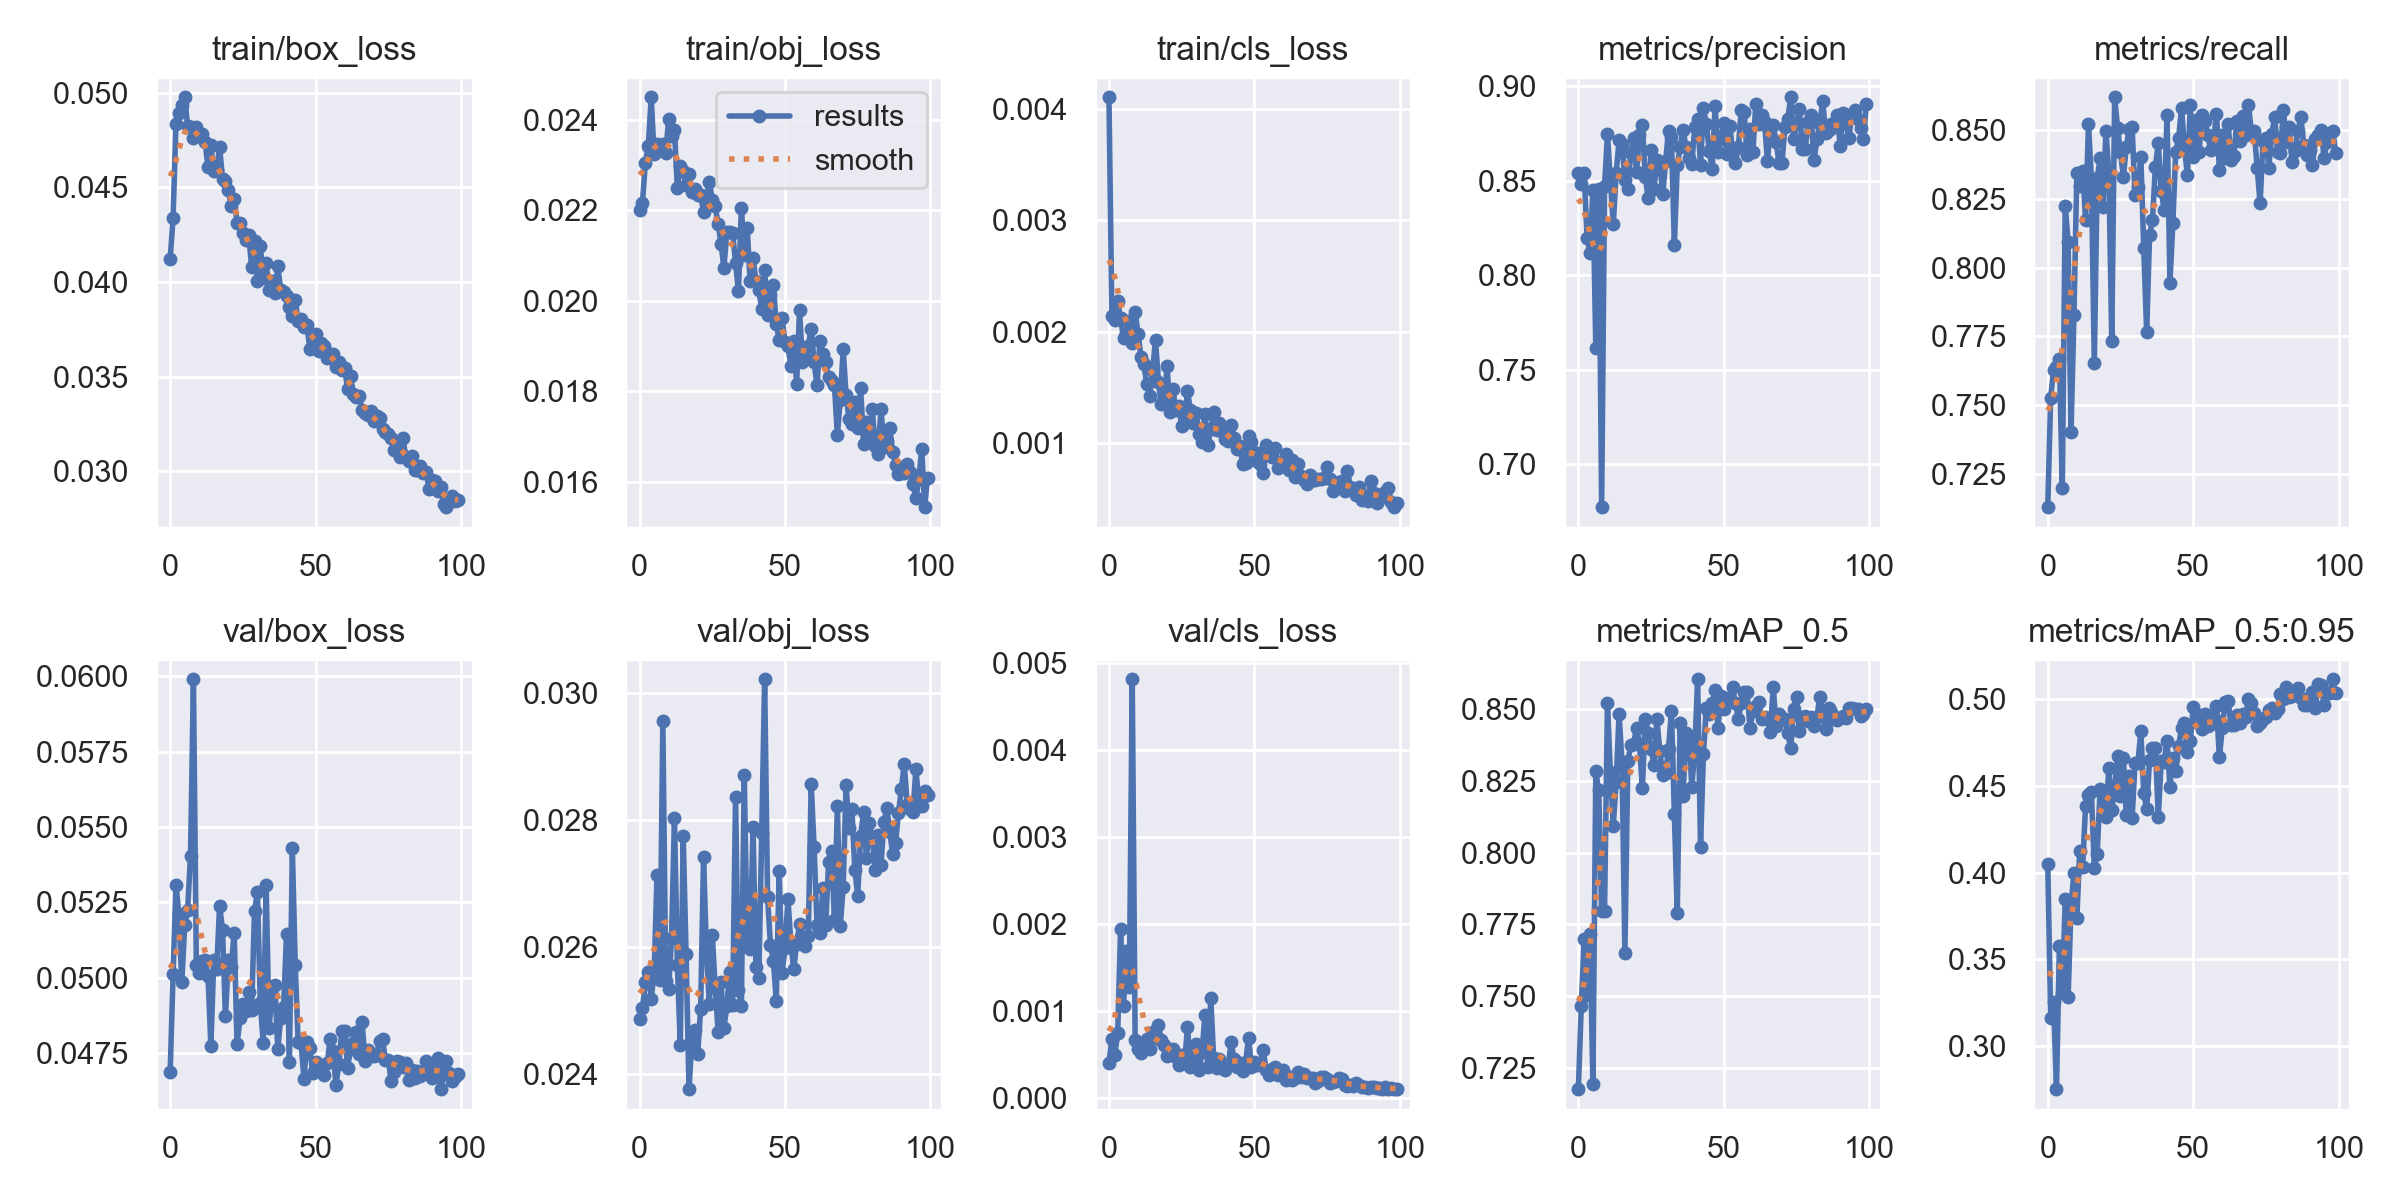 train/box_loss
0.050
0.045
0.040
0.035
0.030
0 50 100
train/obj_loss
results
smooth
0.024
0.022
0.020
0.018
0.016
0 50 100
train/cls_loss
0.004
0.003
0.002
0.001
0 50 100
metrics/precision
0.90
0.85
0.80
0.75
0.70
0 50 100
metrics/recall
0.850
0.825
0.800
0.775
0.750
0.725
0 50 100
val/box_loss
0.0600
0.0575
0.0550
0.0525
0.0500
0.0475
0 50 100
val/obj_loss
0.030
0.028
0.026
0.024
0 50 100
val/cls_loss
0.005
0.004
0.003
0.002
0.001
0.000
0 50 100
metrics/mAP_0.5
0.850
0.825
0.800
0.775
0.750
0.725
0 50 100
metrics/mAP_0.5:0.95
0.50
0.45
0.40
0.35
0.30
0 50 100